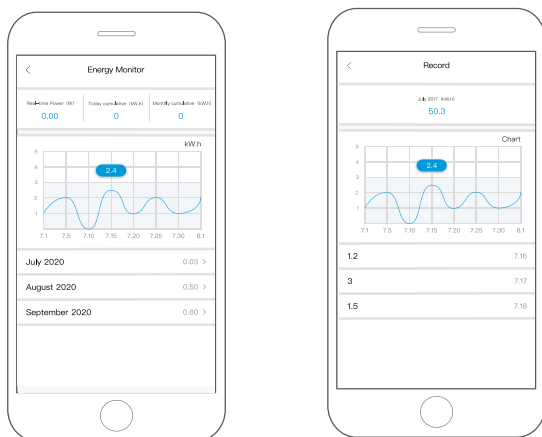 Energy Monitor
Real-time Power (W) Today cumulative (kW.h) Monthly cumulative (kW.h)
0.00 0 0
kW.h
5
4
3
2.4
2
1
7.1 7.5 7.10 7.15 7.20 7.25 7.30 8.1
July 2020 0.03 >
August 2020 0.50 >
September 2020 0.80 >
Record
July 2017 (kW.h)
50.3
Chart
5
4
2.4
3
2
1
7.1 7.5 7.10 7.15 7.20 7.25 7.30 8.1
1.2 7.16
3 7.17
1.5 7.18